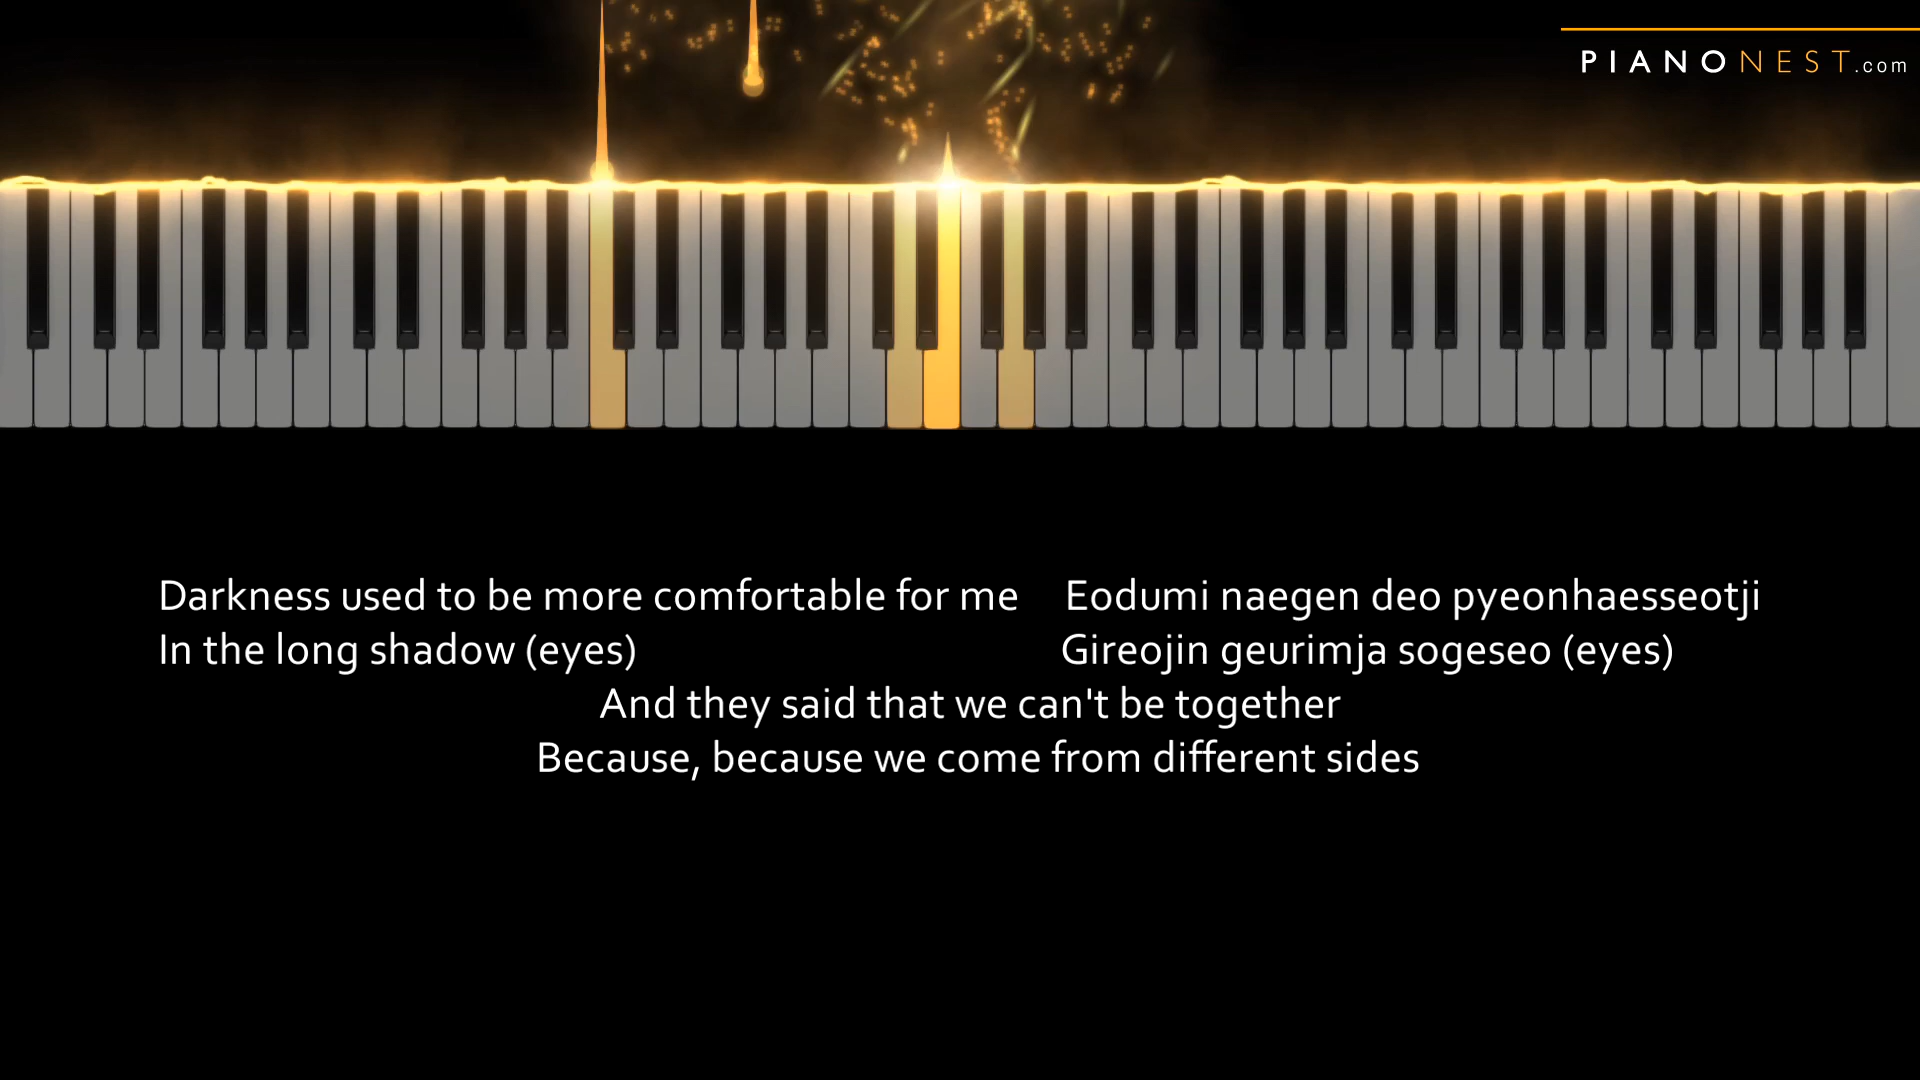 PIANONEST.com
Darkness used to be more comfortable for me Eodumi naegen deo pyeonhaesseotji
In the long shadow (eyes) Gireojin geurimja sogeseo (eyes)
And they said that we can't be together
Because, because we come from different sides